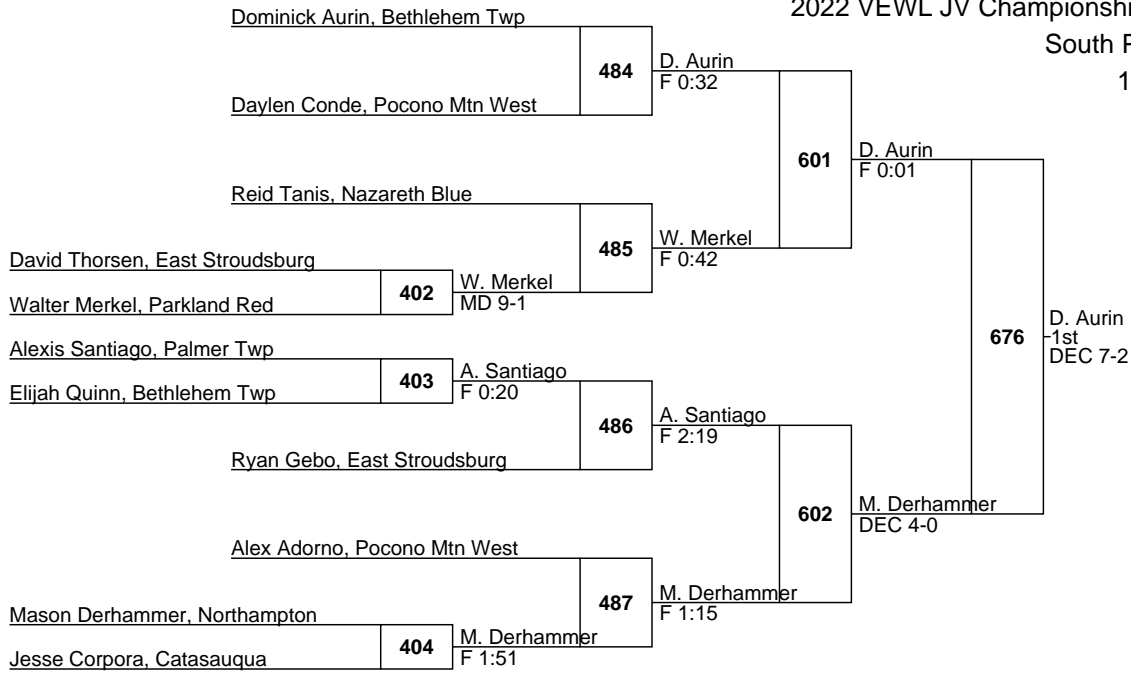 2022 VEWL JV Championshi
South
1
Dominick Aurin, Bethlehem Twp
484
D. Aurin
F 0:32
Daylen Conde, Pocono Mtn West
601
D. Aurin
F 0:01
Reid Tanis, Nazareth Blue
485
W. Merkel
F 0:42
David Thorsen, East Stroudsburg
402
W. Merkel
MD 9-1
Walter Merkel, Parkland Red
676
D. Aurin
1st
DEC 7-2
Alexis Santiago, Palmer Twp
403
A. Santiago
F 0:20
Elijah Quinn, Bethlehem Twp
486
A. Santiago
F 2:19
Ryan Gebo, East Stroudsburg
602
M. Derhammer
DEC 4-0
Alex Adorno, Pocono Mtn West
487
M. Derhammer
F 1:15
Mason Derhammer, Northampton
404
M. Derhammer
F 1:51
Jesse Corpora, Catasauqua